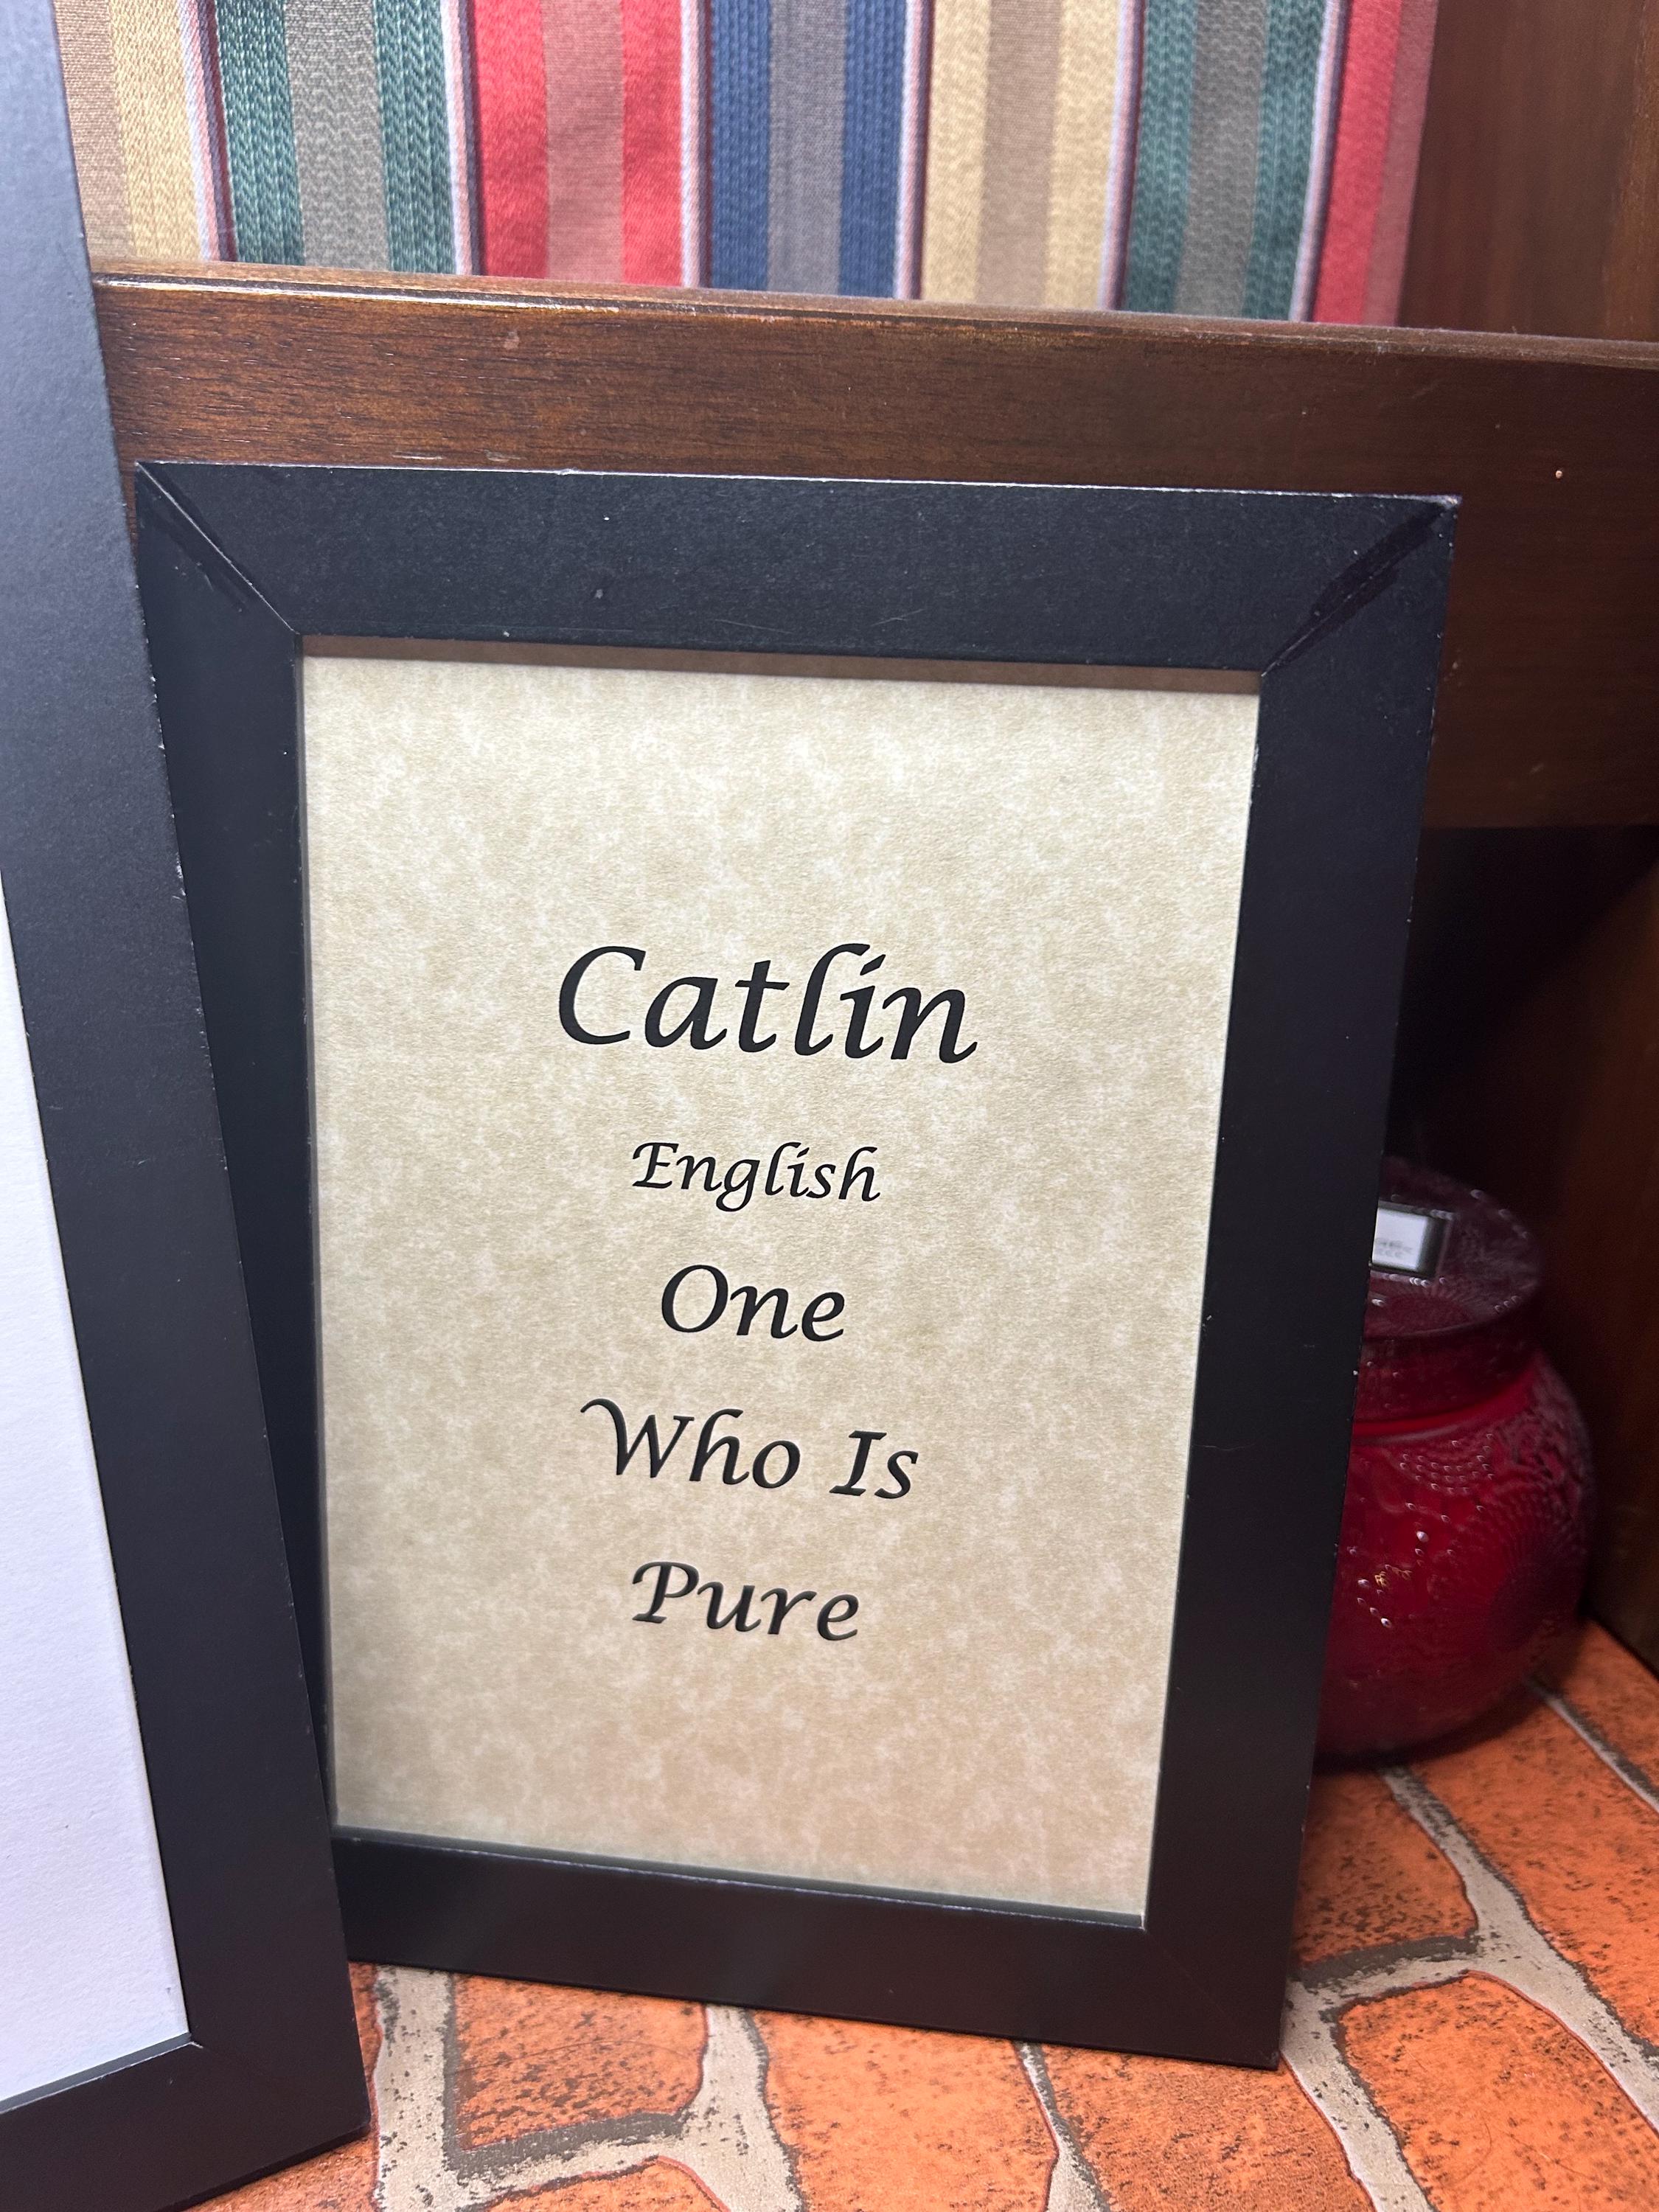 Catlin
English
One
Who Is
Pure